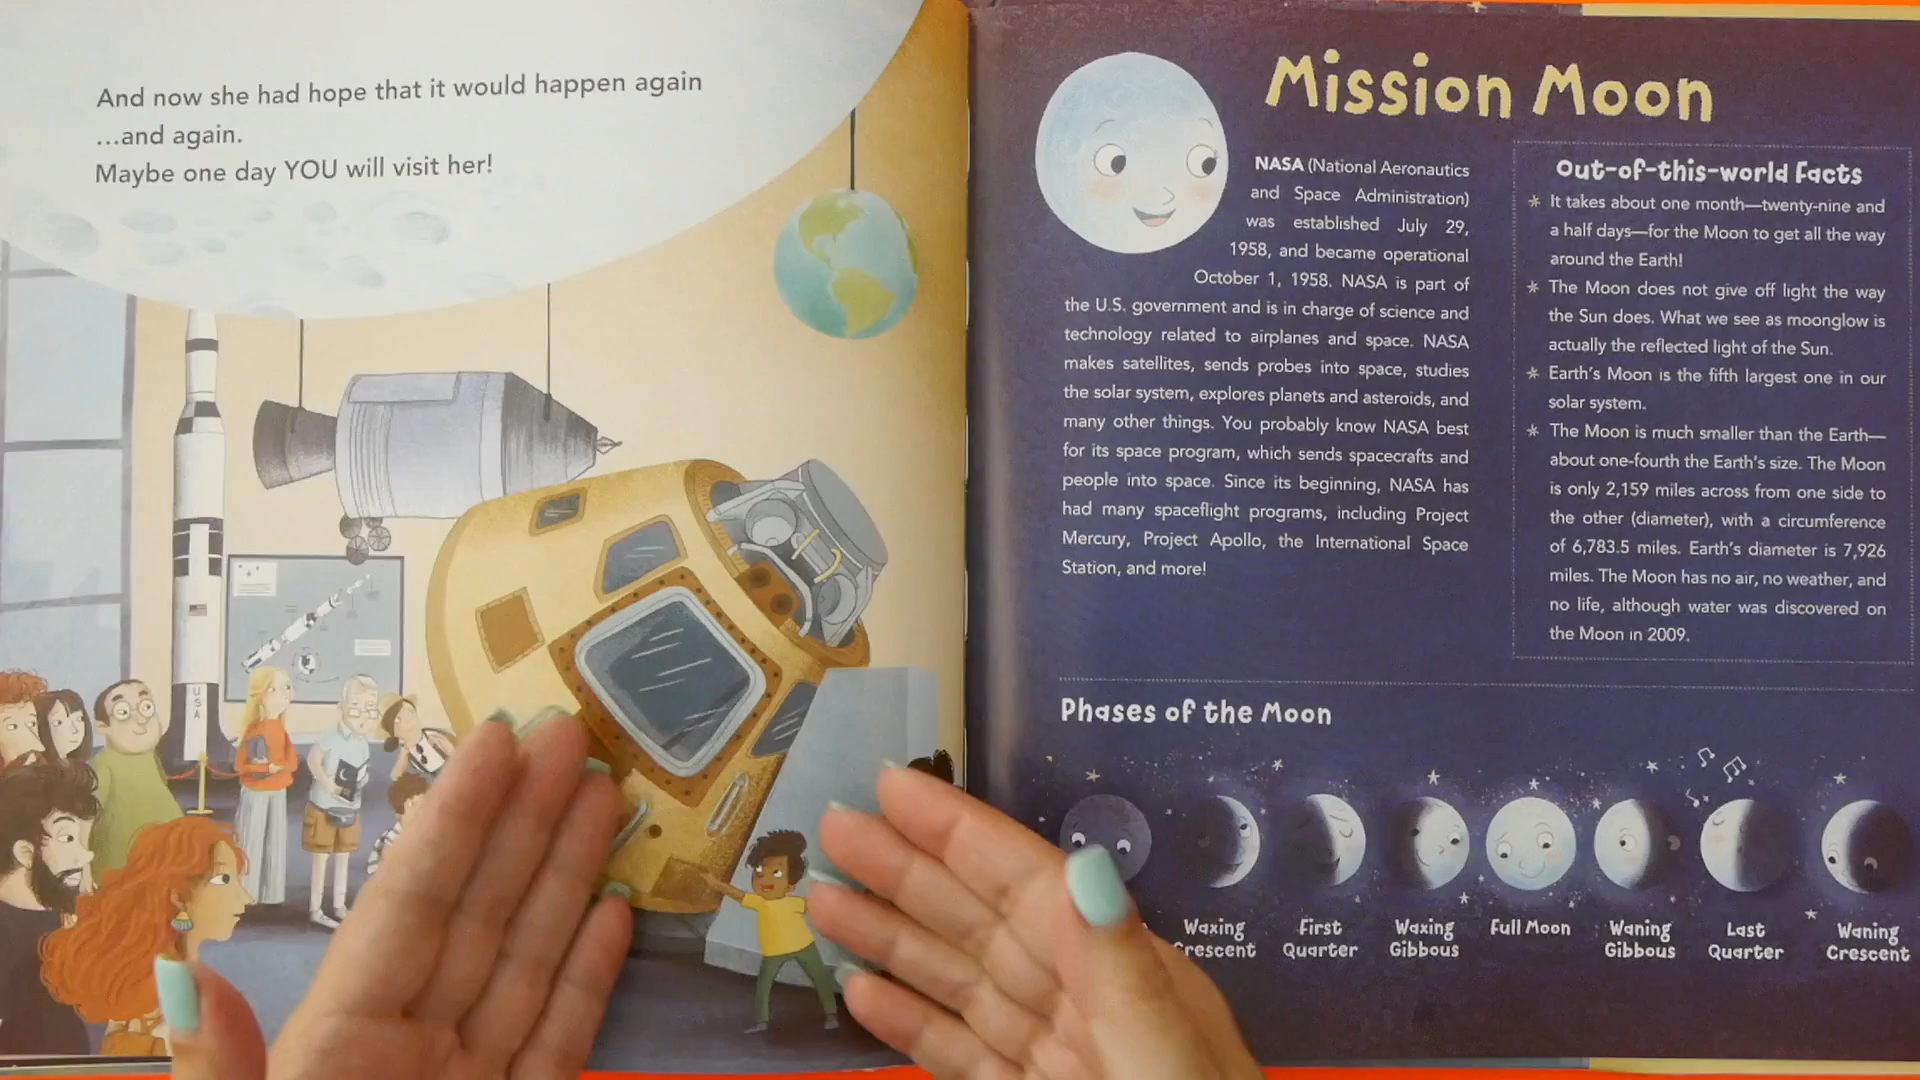 And now she had hope that it would happen again
...and again.
Maybe one day YOU will visit her!
USA
Mission Moon
NASA (National Aeronautics
and Space Administration)
was established July 29,
1958, and became operational
October 1, 1958. NASA is part of
the U.S. government and is in charge of science and
technology related to airplanes and space. NASA
makes satellites, sends probes into space, studies
the solar system, explores planets and asteroids, and
many other things. You probably know NASA best
for its space program, which sends spacecrafts and
people into space. Since its beginning, NASA has
had many spaceflight programs, including Project
Mercury, Project Apollo, the International Space
Station, and more!
Out-of-this-world Facts
* It takes about one month—twenty-nine and
a half days—for the Moon to get all the way
around the Earth!
* The Moon does not give off light the way
the Sun does. What we see as moonglow is
actually the reflected light of the Sun.
* Earth's Moon is the fifth largest one in our
solar system.
* The Moon is much smaller than the Earth—
about one-fourth the Earth's size. The Moon
is only 2,159 miles across from one side to
the other (diameter), with a circumference
of 6,783.5 miles. Earth's diameter is 7,926
miles. The Moon has no air, no weather, and
no life, although water was discovered on
the Moon in 2009.
Phases of the Moon
Waxing
Crescent
First
Quarter
Waxing
Gibbous
Full Moon
Waning
Gibbous
Last
Quarter
Waning
Crescent